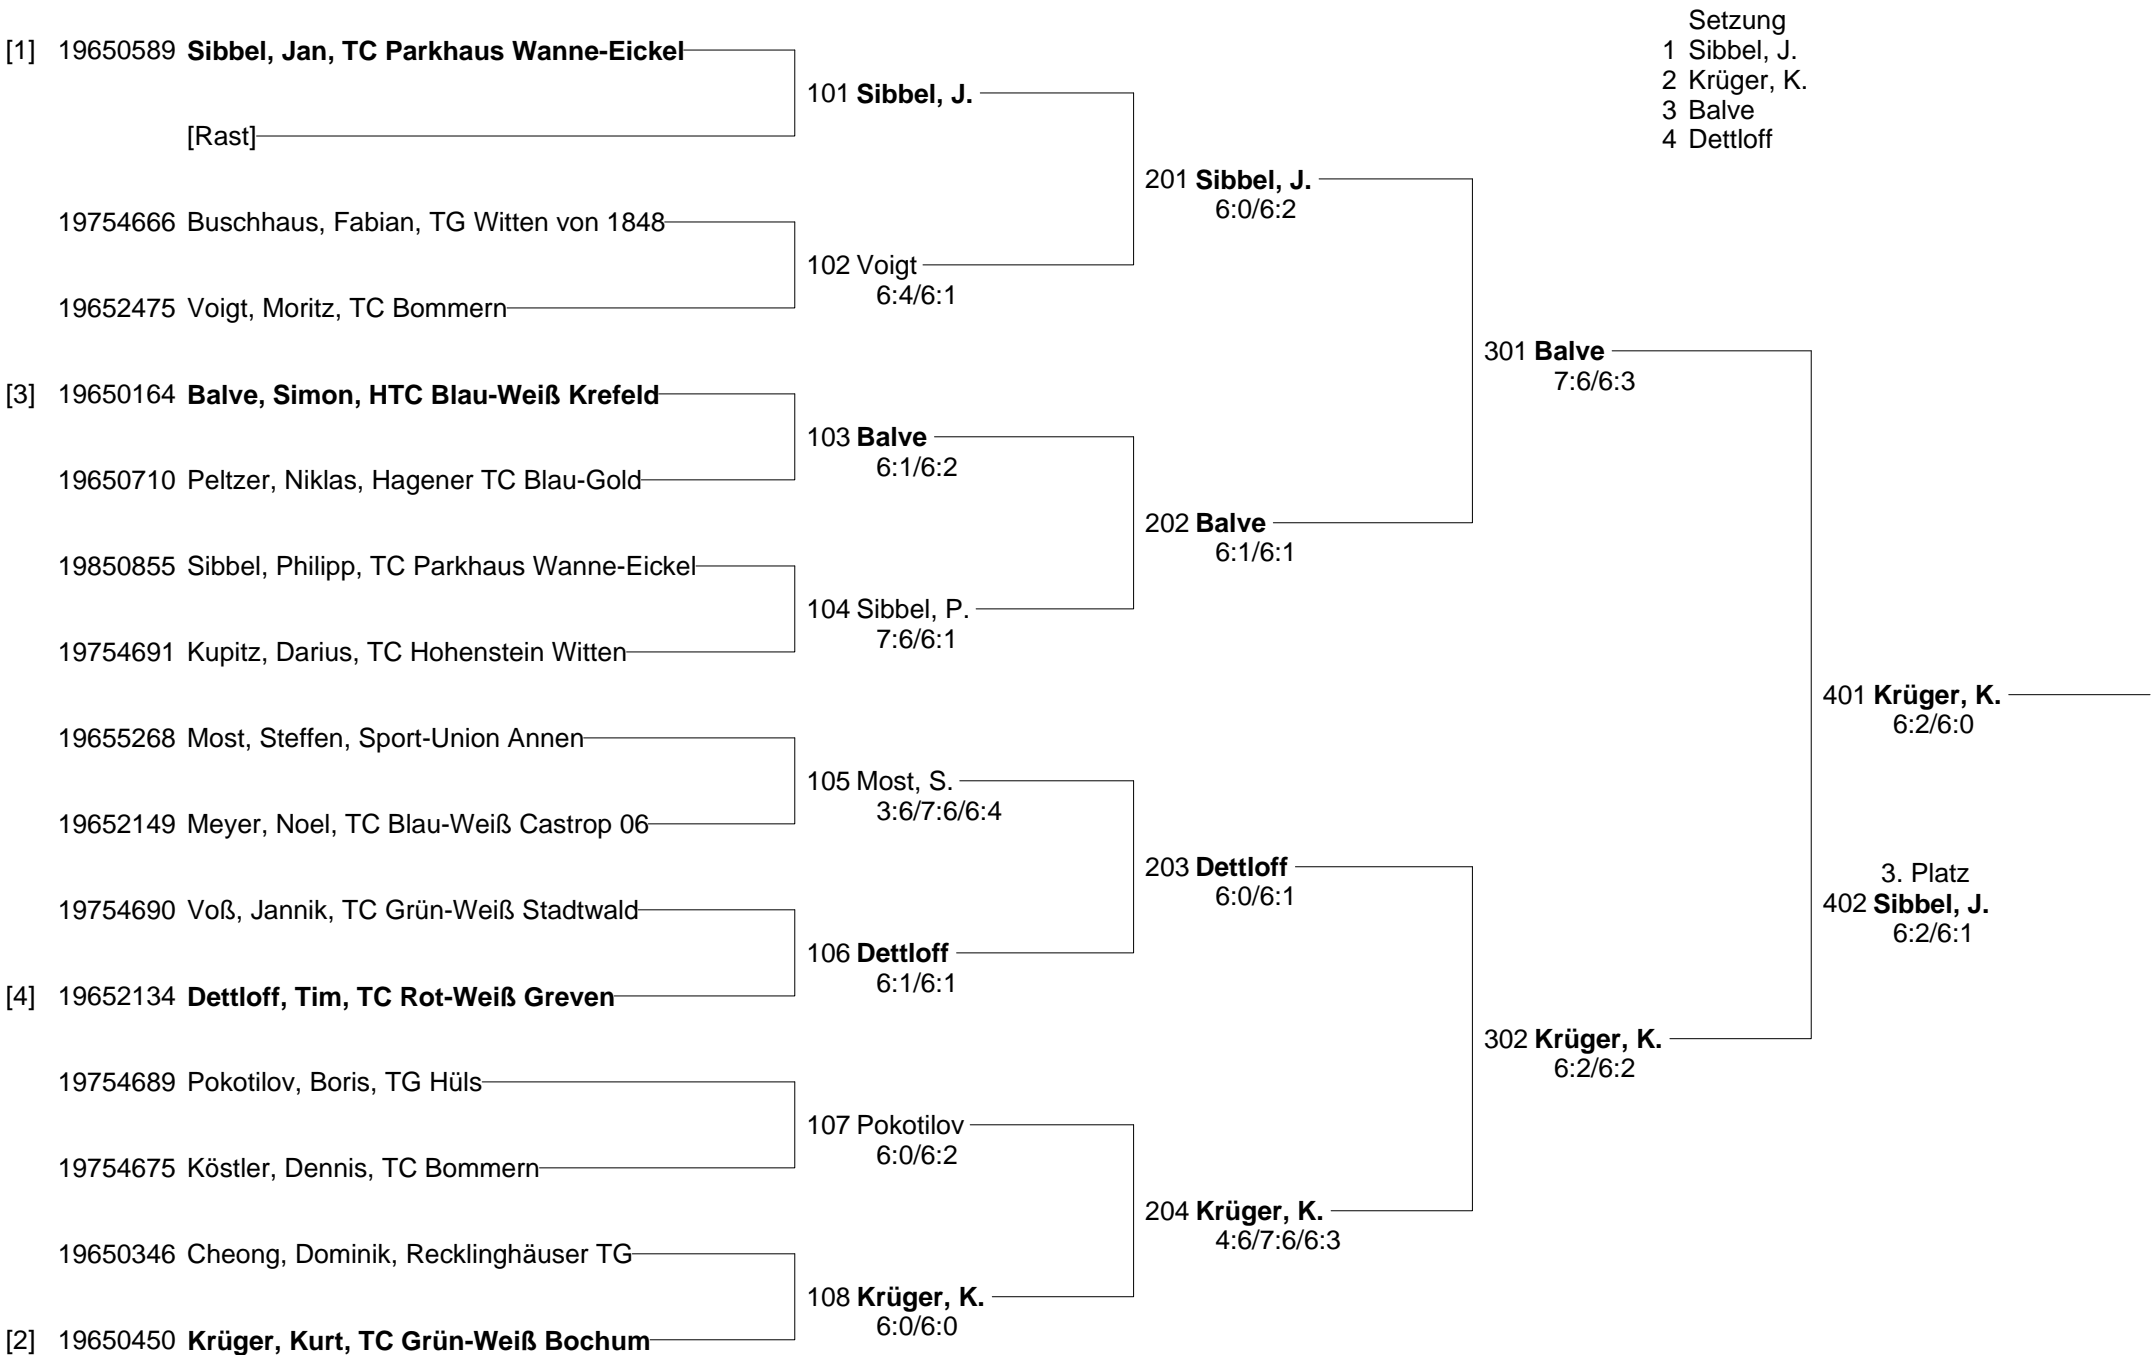 Setzung
1 Sibbel, J.
2 Krüger, K.
3 Balve
4 Dettloff
[1] 19650589 Sibbel, Jan, TC Parkhaus Wanne-Eickel
101 Sibbel, J.
[Rast]
201 Sibbel, J.
6:0/6:2
19754666 Buschhaus, Fabian, TG Witten von 1848
102 Voigt
6:4/6:1
19652475 Voigt, Moritz, TC Bommern
301 Balve
7:6/6:3
[3] 19650164 Balve, Simon, HTC Blau-Weiß Krefeld
103 Balve
6:1/6:2
19650710 Peltzer, Niklas, Hagener TC Blau-Gold
202 Balve
6:1/6:1
19850855 Sibbel, Philipp, TC Parkhaus Wanne-Eickel
104 Sibbel, P.
7:6/6:1
19754691 Kupitz, Darius, TC Hohenstein Witten
401 Krüger, K.
6:2/6:0
19655268 Most, Steffen, Sport-Union Annen
105 Most, S.
3:6/7:6/6:4
19652149 Meyer, Noel, TC Blau-Weiß Castrop 06
203 Dettloff
6:0/6:1
3. Platz
402 Sibbel, J.
6:2/6:1
19754690 Voß, Jannik, TC Grün-Weiß Stadtwald
106 Dettloff
6:1/6:1
[4] 19652134 Dettloff, Tim, TC Rot-Weiß Greven
302 Krüger, K.
6:2/6:2
19754689 Pokotilov, Boris, TG Hüls
107 Pokotilov
6:0/6:2
19754675 Köstler, Dennis, TC Bommern
204 Krüger, K.
4:6/7:6/6:3
19650346 Cheong, Dominik, Recklinghäuser TG
108 Krüger, K.
6:0/6:0
[2] 19650450 Krüger, Kurt, TC Grün-Weiß Bochum